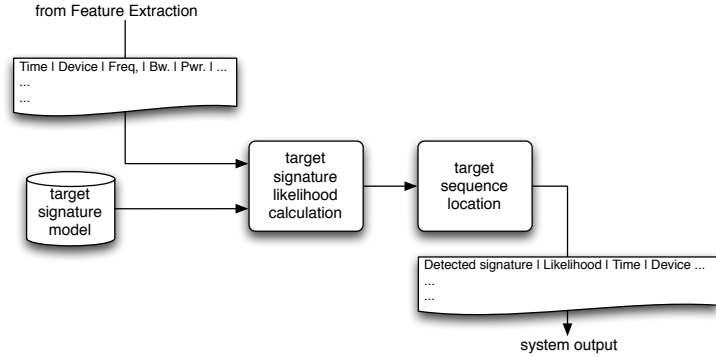 from Feature Extraction
Time | Device | Freq, | Bw. | Pwr. | ...
...
...
target
signature
model
target
signature
likelihood
calculation
target
sequence
location
Detected signature | Likelihood | Time | Device ...
...
...
system output